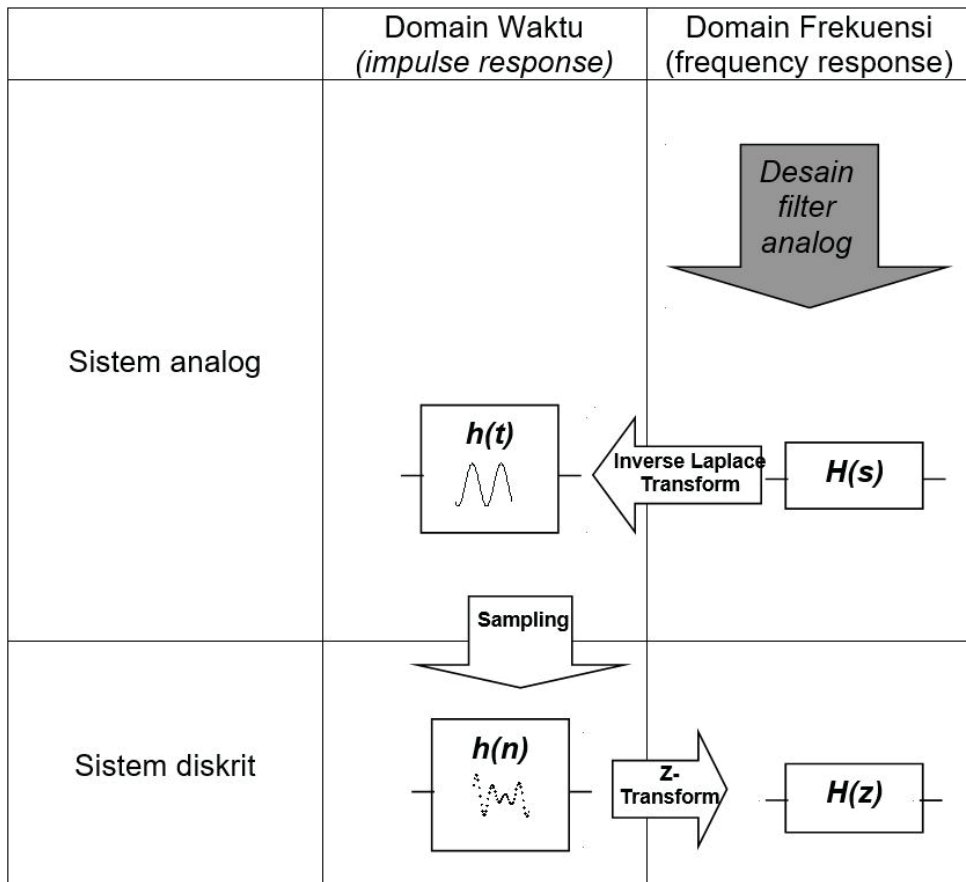 Domain Waktu
(impulse response)
Domain Frekuensi
(frequency response)
Desain
filter
analog
Sistem analog
h(t)
Inverse Laplace
Transform
H(s)
Sampling
Sistem diskrit
h(n)
Z-
Transform
H(z)